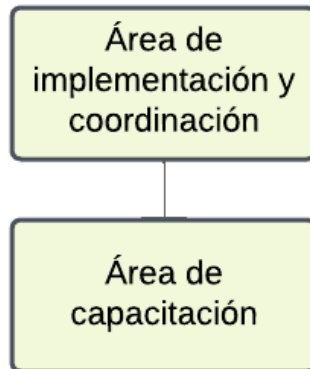 Área de
implementación y
coordinación
Área de
capacitación